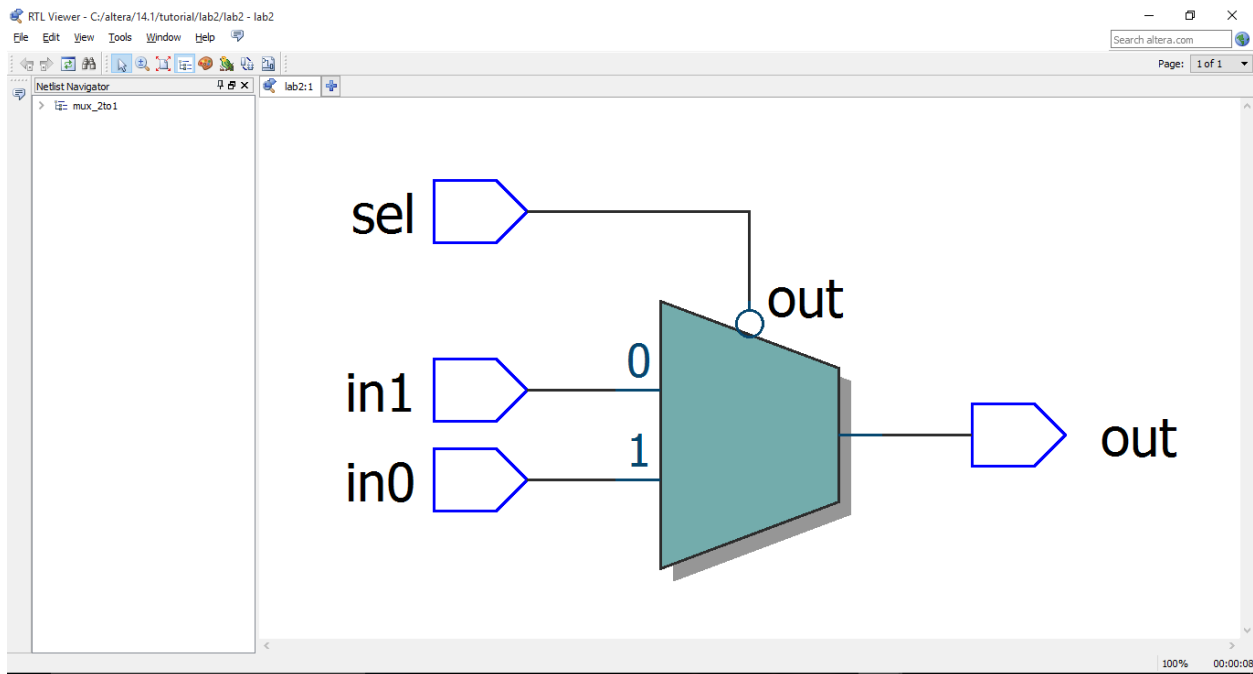 RTL Viewer - C:/altera/14.1/tutorial/lab2/lab2 - lab2
File Edit View Tools Window Help
Search altera.com
Page: 1 of 1
Netlist Navigator
lab2:1
mux_2to1
sel
out
0
in1
1
out
in0
100% 00:00:08